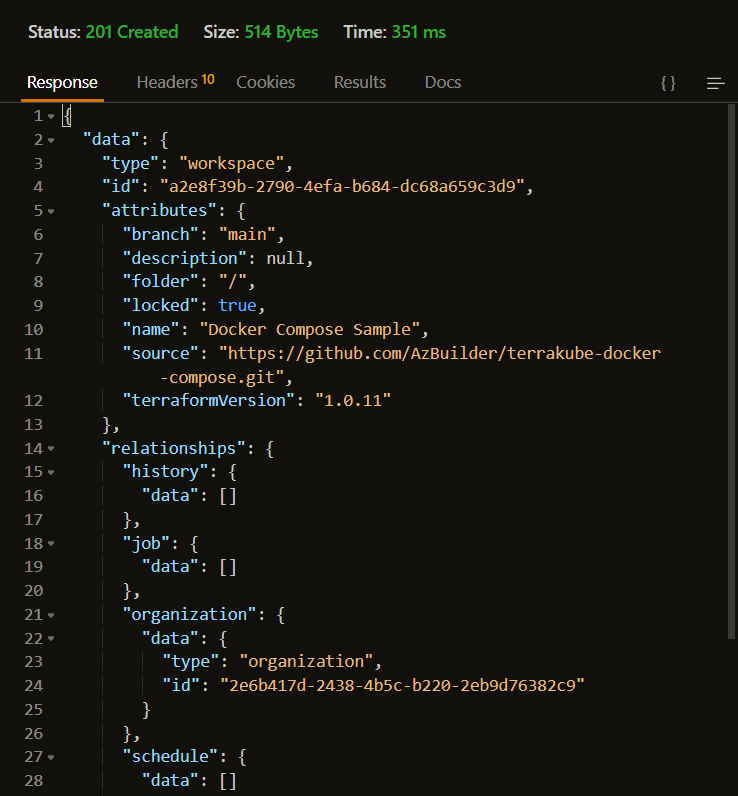 Status: 201 Created Size: 514 Bytes Time: 351 ms
Response Headers 10 Cookies Results Docs { }
1 {
2 "data": {
3 "type": "workspace",
4 "id": "a2e8f39b-2790-4efa-b684-dc68a659c3d9",
5 "attributes": {
6 "branch": "main",
7 "description": null,
8 "folder": "/",
9 "locked": true,
10 "name": "Docker Compose Sample",
11 "source": "https://github.com/AzBuilder/terrakube-docker
-compose.git",
12 "terraformVersion": "1.0.11"
13 },
14 "relationships": {
15 "history": {
16 "data": []
17 },
18 "job": {
19 "data": []
20 },
21 "organization": {
22 "data": {
23 "type": "organization",
24 "id": "2e6b417d-2438-4b5c-b220-2eb9d76382c9"
25 }
26 },
27 "schedule": {
28 "data": []